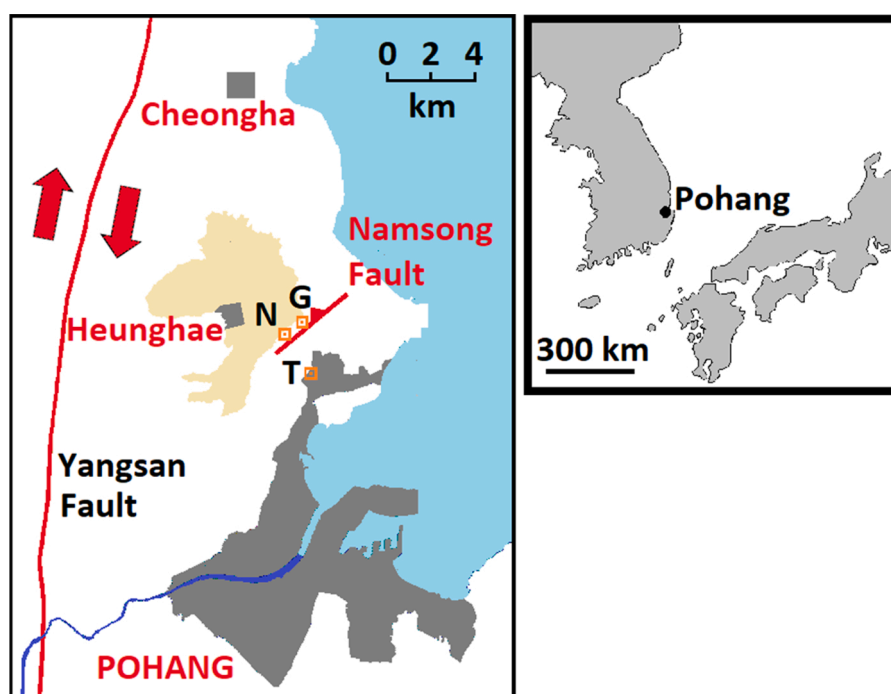 0 2 4
km
Cheongha
Namsong
Fault
G
N
Heunghae
T
Yangsan
Fault
POHANG
Pohang
300 km